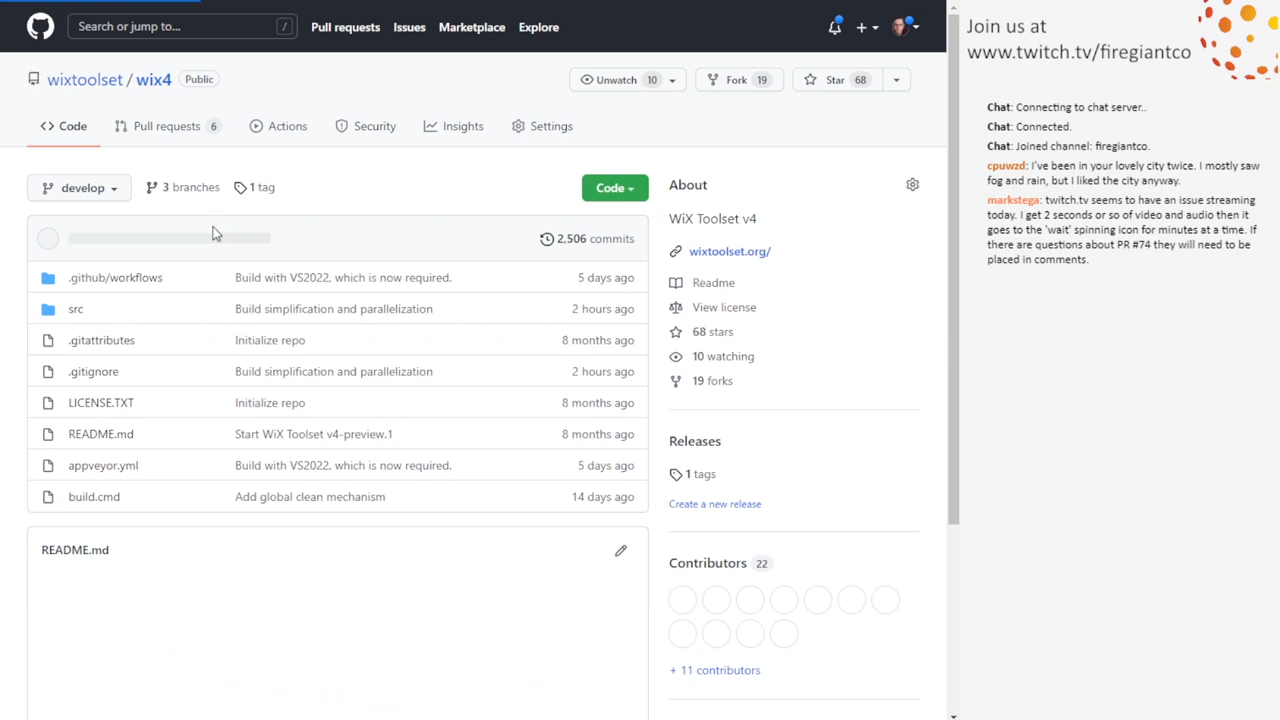 Search or jump to...
/
Pull requests
Issues
Marketplace
Explore
wixtoolset / wix4
Public
Unwatch 10
Fork 19
Star 68
Code
Pull requests 6
Actions
Security
Insights
Settings
develop
3 branches
1 tag
Code
2,506 commits
.github/workflows Build with VS2022, which is now required. 5 days ago
src Build simplification and parallelization 2 hours ago
.gitattributes Initialize repo 8 months ago
.gitignore Build simplification and parallelization 2 hours ago
LICENSE.TXT Initialize repo 8 months ago
README.md Start WiX Toolset v4-preview.1 8 months ago
appveyor.yml Build with VS2022, which is now required. 5 days ago
build.cmd Add global clean mechanism 14 days ago
README.md
About
WiX Toolset v4
wixtoolset.org/
Readme
View license
68 stars
10 watching
19 forks
Releases
1 tags
Create a new release
Contributors 22
+ 11 contributors
Join us at
www.twitch.tv/firegiantco
Chat: Connecting to chat server..
Chat: Connected.
Chat: Joined channel: firegiantco.
cpuwzd: I've been in your lovely city twice. I mostly saw
fog and rain, but I liked the city anyway.
markstega: twitch.tv seems to have an issue streaming
today. I get 2 seconds or so of video and audio then it
goes to the 'wait' spinning icon for minutes at a time. If
there are questions about PR #74 they will need to be
placed in comments.